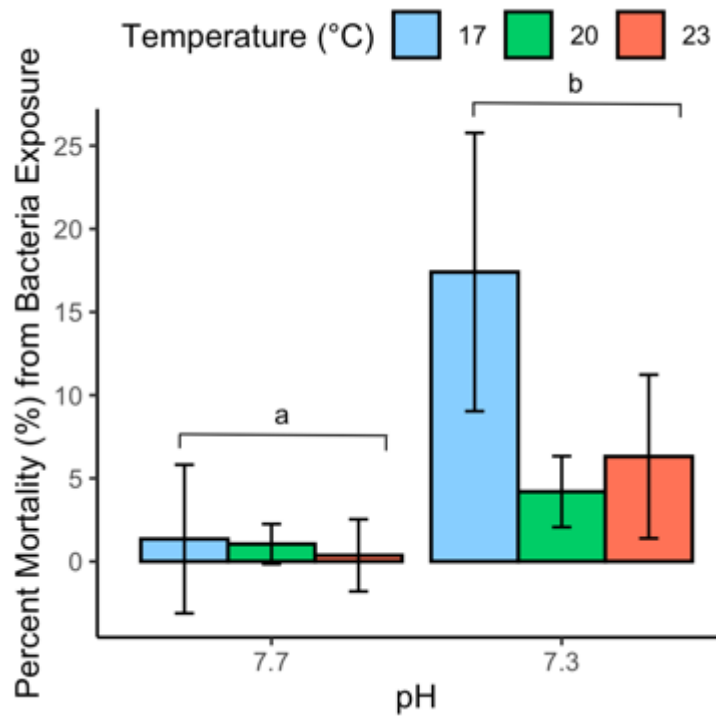 Temperature (°C) 17 20 23
Percent Mortality (%) from Bacteria Exposure
25
20
15
10
5
0
a
b
7.7 7.3
pH